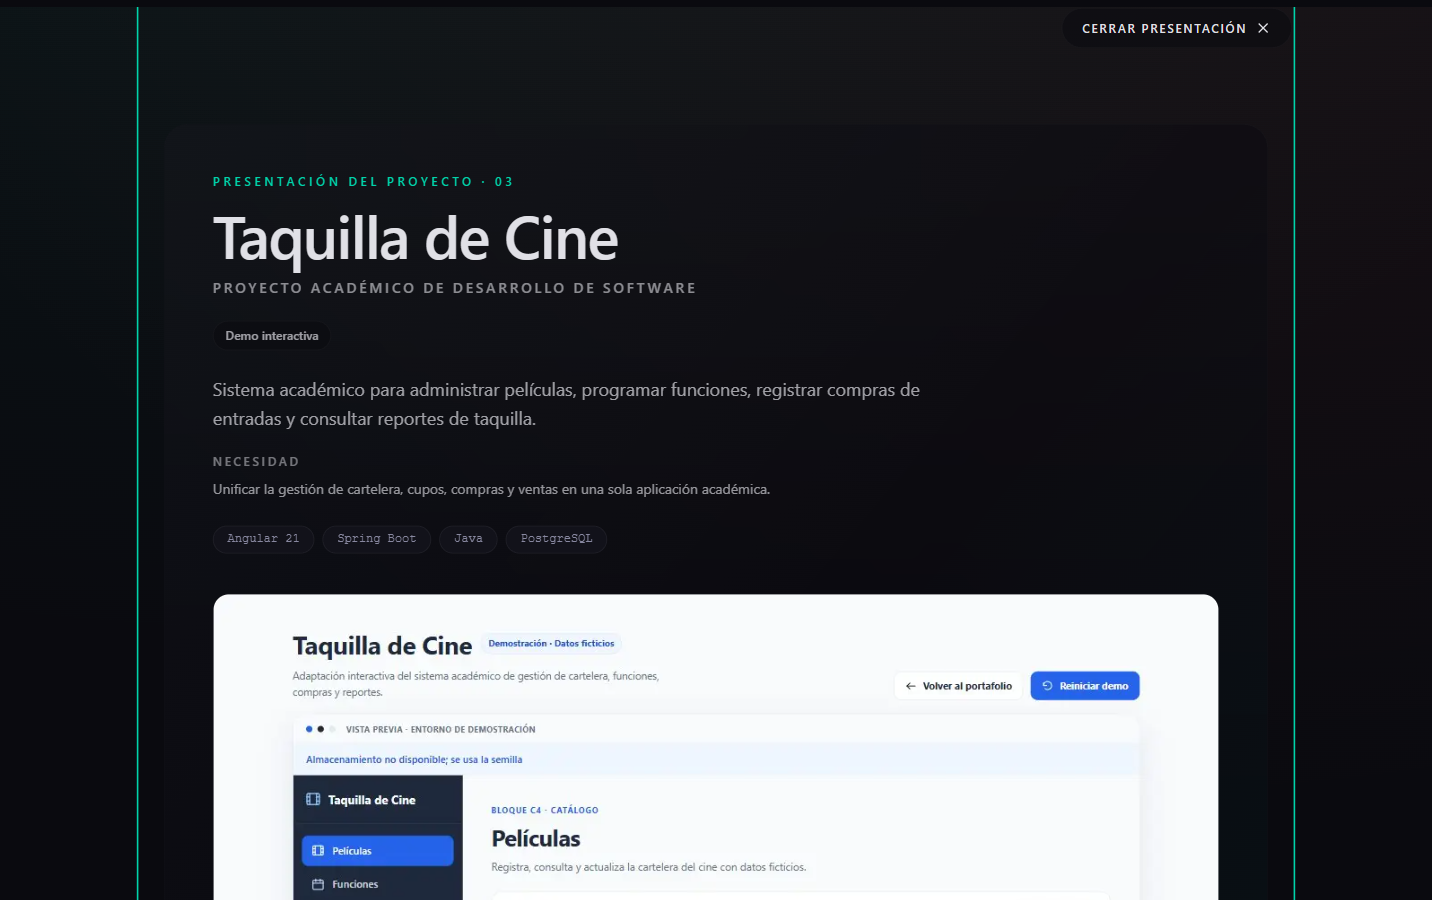 CERRAR PRESENTACIÓN ×
PRESENTACIÓN DEL PROYECTO · 03
Taquilla de Cine
PROYECTO ACADÉMICO DE DESARROLLO DE SOFTWARE
Demo interactiva
Sistema académico para administrar películas, programar funciones, registrar compras de
entradas y consultar reportes de taquilla.
NECESIDAD
Unificar la gestión de cartelera, cupos, compras y ventas en una sola aplicación académica.
Angular 21 Spring Boot Java PostgreSQL
Taquilla de Cine Demostración · Datos ficticios
Adaptación interactiva del sistema académico de gestión de cartelera, funciones,
compras y reportes.
← Volver al portafolio Reiniciar demo
VISTA PREVIA · ENTORNO DE DEMOSTRACIÓN
Almacenamiento no disponible; se usa la semilla
Taquilla de Cine
Películas
Funciones
BLOQUE C4 · CATÁLOGO
Películas
Registra, consulta y actualiza la cartelera del cine con datos ficticios.